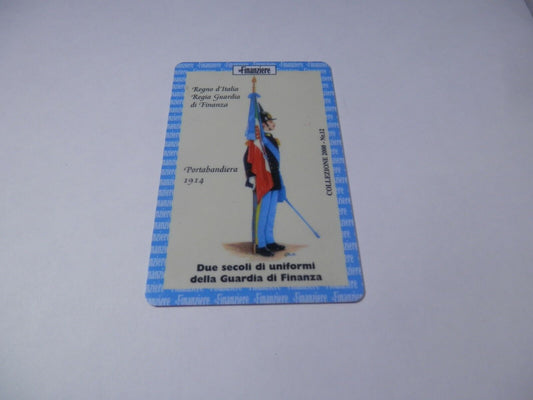 Finanziere
Regno d'Italia
Regia Guardia
di Finanza
Portabandiera
1914
COLLEZIONE 2000 - Nr.12
Due secoli di uniformi
della Guardia di Finanza